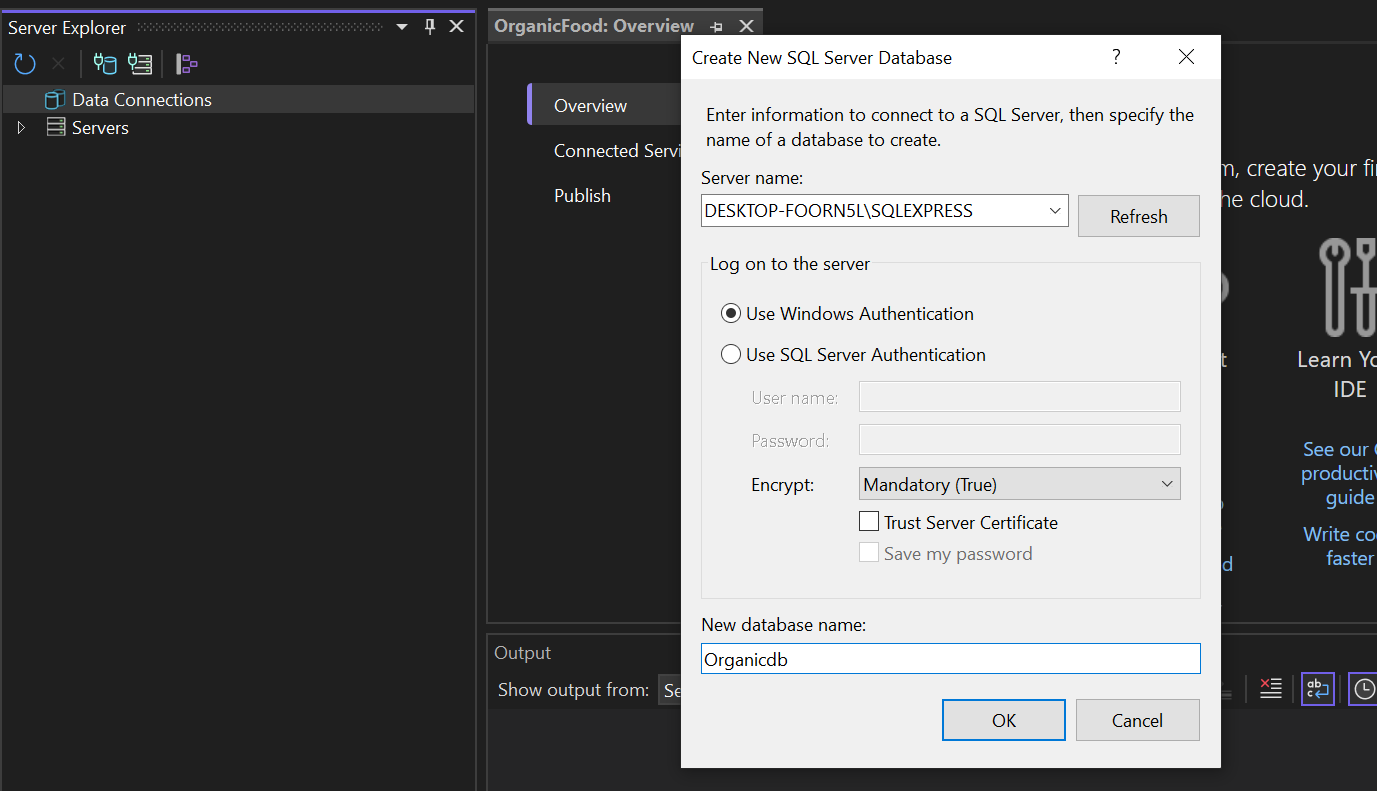 Server Explorer
Data Connections
Servers
OrganicFood: Overview
Overview
Connected Servi
Publish
Create New SQL Server Database
?
Enter information to connect to a SQL Server, then specify the
name of a database to create.
Server name:
DESKTOP-FOORN5L\SQLEXPRESS
Refresh
Log on to the server
Use Windows Authentication
Use SQL Server Authentication
User name:
Password:
Encrypt:
Mandatory (True)
Trust Server Certificate
Save my password
New database name:
Organicdb
OK
Cancel
, create your fi
he cloud.
t
Learn Yo
IDE
See our
productiv
guide
Write co
faster
d
Output
Show output from:
Se
ab
c